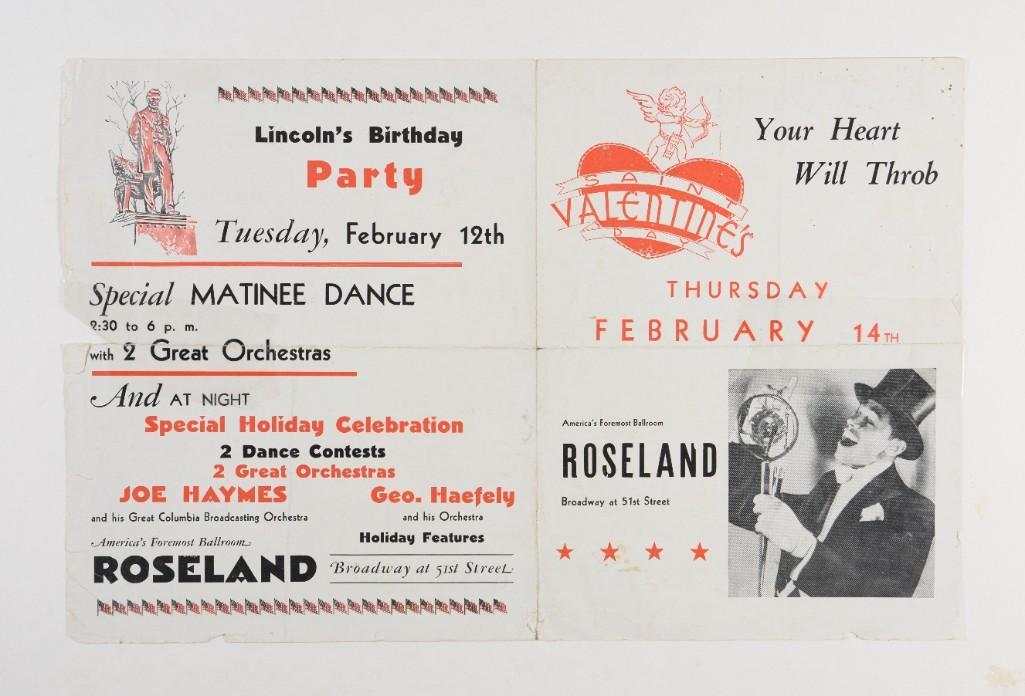 Lincoln's Birthday
Party
Tuesday, February 12th
Special MATINEE DANCE
2:30 to 6 p. m.
with 2 Great Orchestras
And AT NIGHT
Special Holiday Celebration
2 Dance Contests
2 Great Orchestras
JOE HAYMES
and his Great Columbia Broadcasting Orchestra
Geo. Haefely
and his Orchestra
Holiday Features
America's Foremost Ballroom
ROSELAND
Broadway at 51st Street
SAINT
VALENTINE'S
DAY
Your Heart
Will Throb
THURSDAY
FEBRUARY 14TH
America's Foremost Ballroom
ROSELAND
Broadway at 51st Street